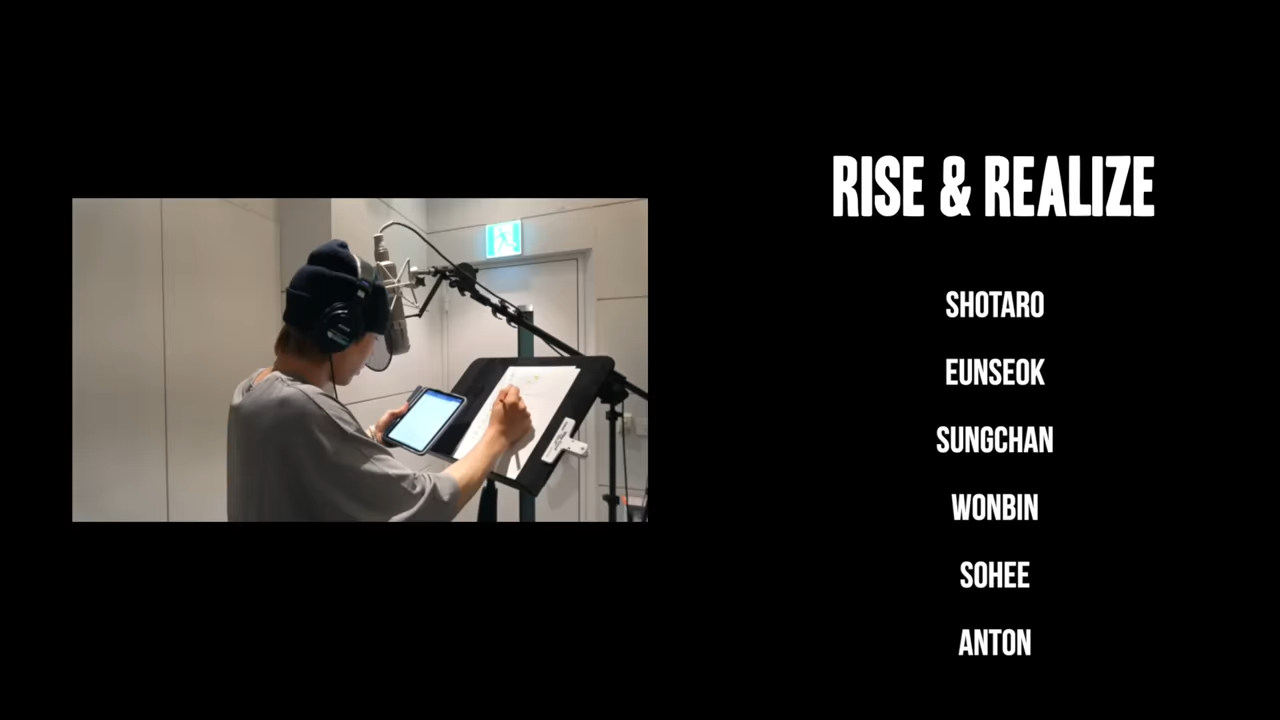 RISE & REALIZE
SHOTARO
EUNSEOK
SUNGCHAN
WONBIN
SOHEE
ANTON